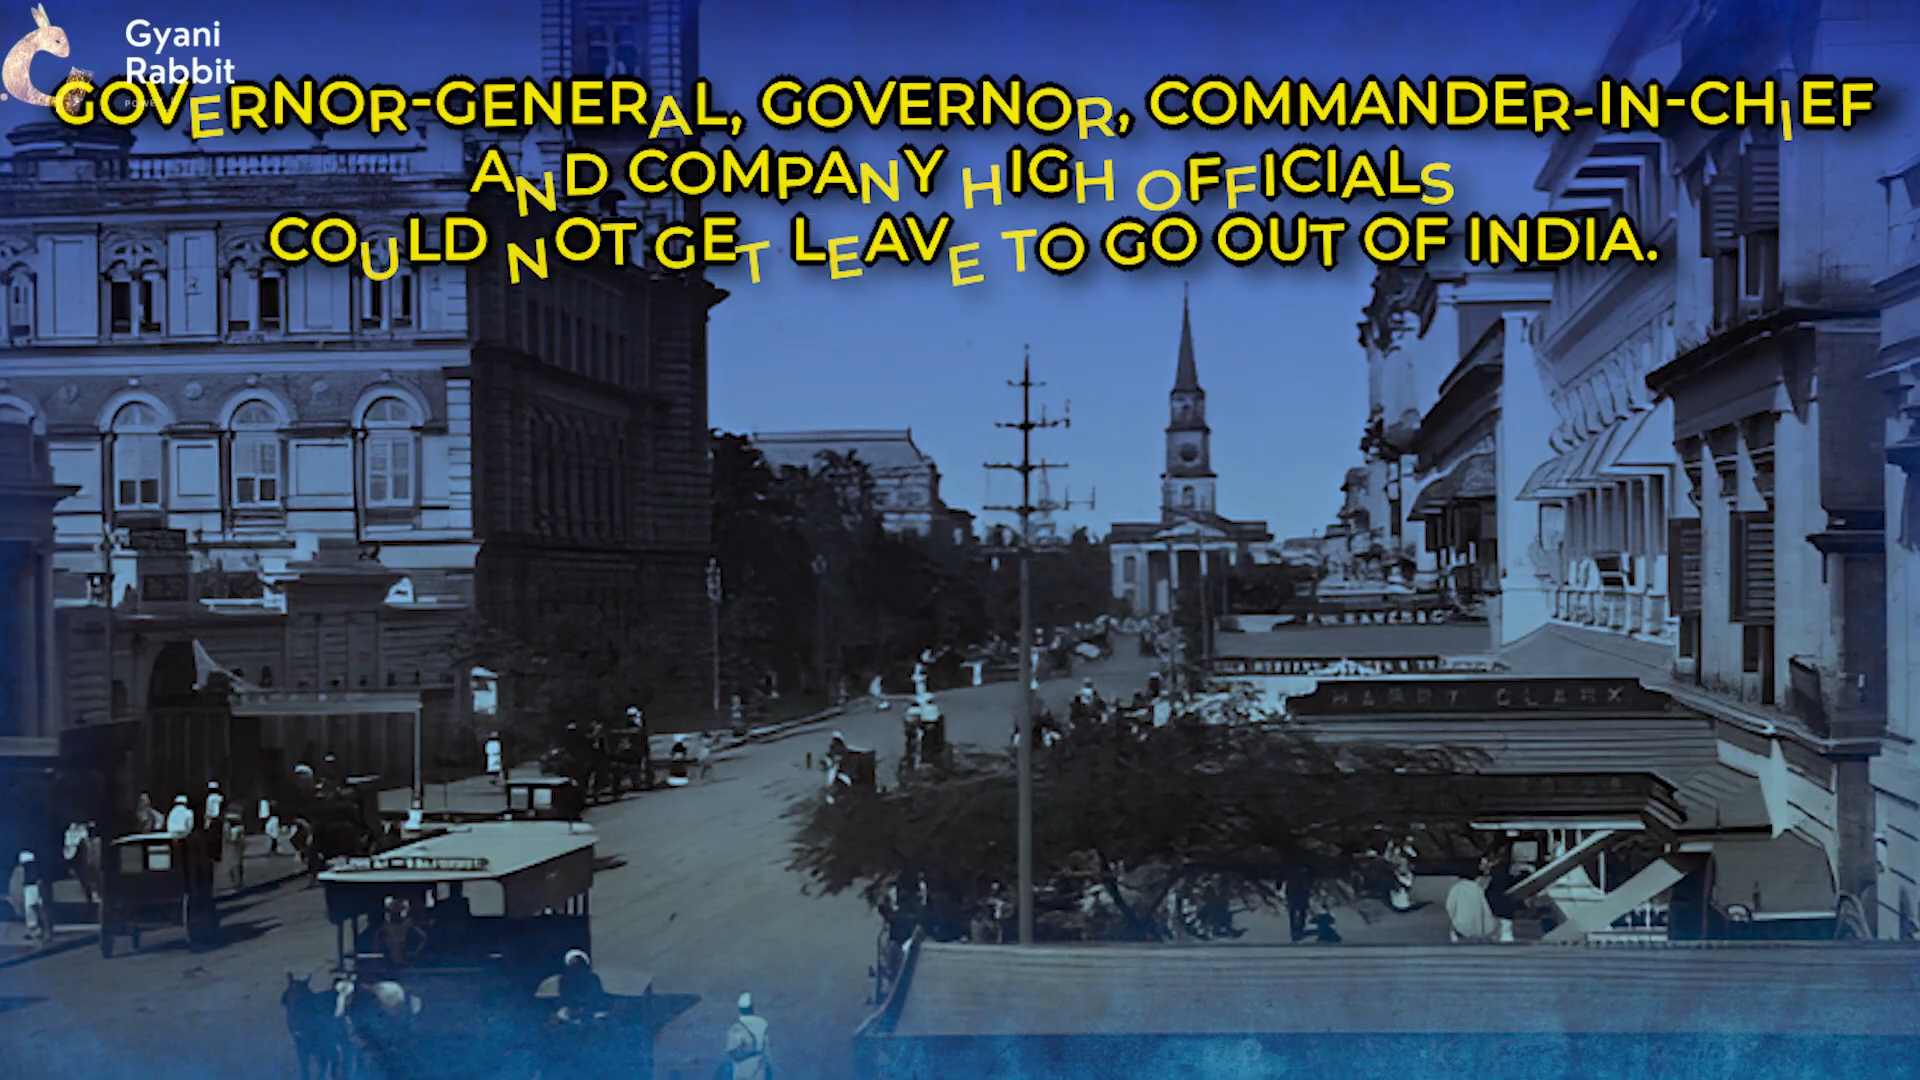 Gyani
Rabbit
GOVERNOR-GENERAL, GOVERNOR, COMMANDER-IN-CHIEF
AND COMPANY HIGH OFFICIALS
COULD NOT GET LEAVE TO GO OUT OF INDIA.